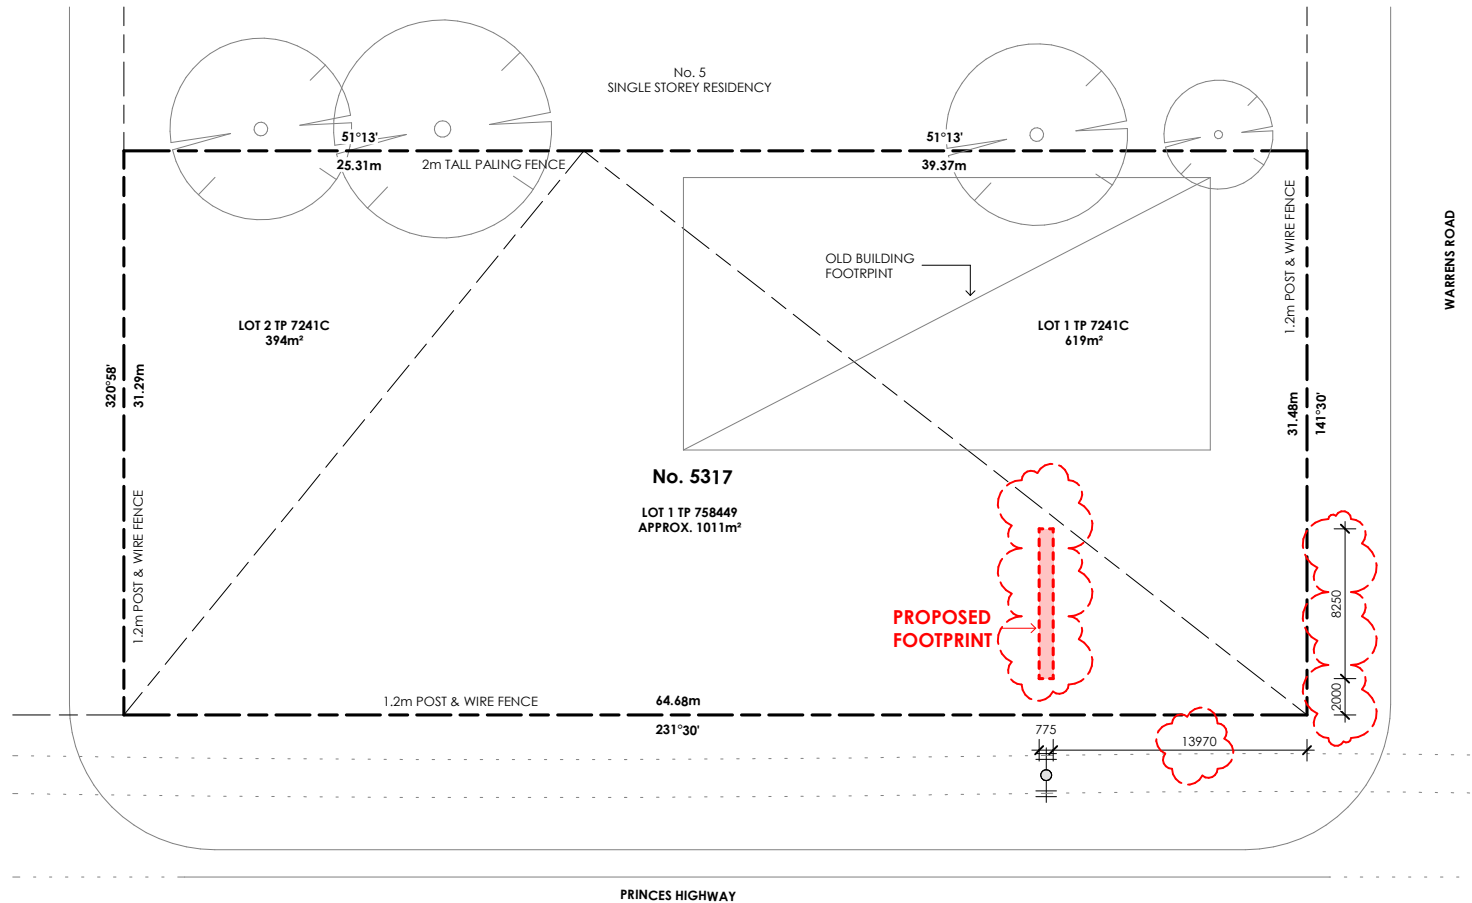 No. 5
SINGLE STOREY RESIDENCY
51°13'
25.31m
2m TALL PALING FENCE
51°13'
39.37m
1.2m POST & WIRE FENCE
WARRENS ROAD
OLD BUILDING
FOOTRPINT
LOT 2 TP 7241C
394m²
LOT 1 TP 7241C
619m²
320°58'
31.29m
31.48m
141°30'
No. 5317
LOT 1 TP 758449
APPROX. 1011m²
1.2m POST & WIRE FENCE
PROPOSED
FOOTPRINT
8250
2000
1.2m POST & WIRE FENCE
64.68m
231°30'
775
13970
PRINCES HIGHWAY